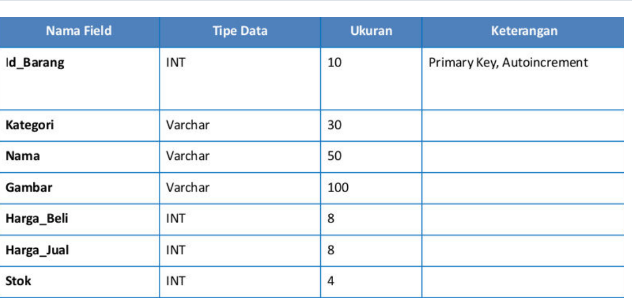 Nama Field Tipe Data Ukuran Keterangan
Id_Barang INT 10 Primary Key, Autoincrement
Kategori Varchar 30
Nama Varchar 50
Gambar Varchar 100
Harga_Beli INT 8
Harga_Jual INT 8
Stok INT 4